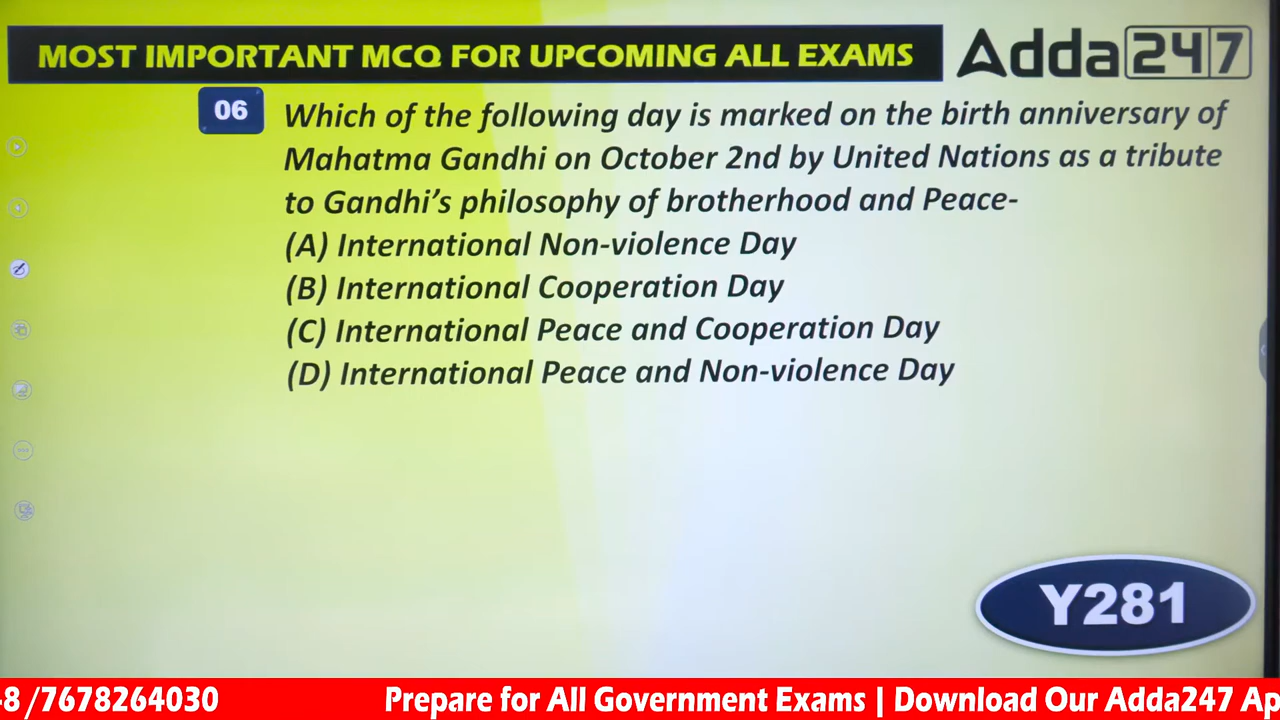 MOST IMPORTANT MCQ FOR UPCOMING ALL EXAMS
Adda247
06
Which of the following day is marked on the birth anniversary of
Mahatma Gandhi on October 2nd by United Nations as a tribute
to Gandhi's philosophy of brotherhood and Peace-
(A) International Non-violence Day
(B) International Cooperation Day
(C) International Peace and Cooperation Day
(D) International Peace and Non-violence Day
Y281
-8 /7678264030 Prepare for All Government Exams | Download Our Adda247 Ap